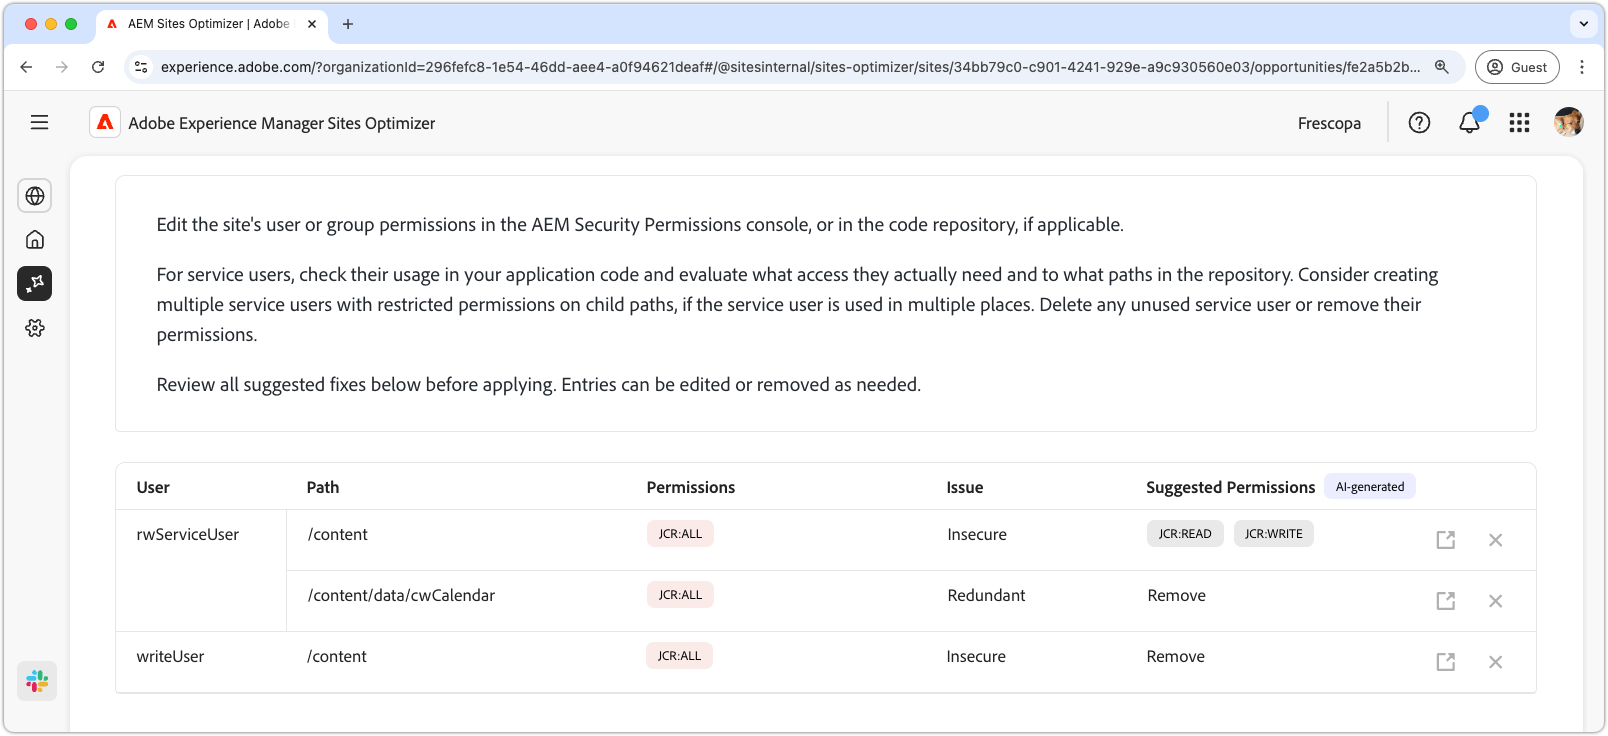 AEM Sites Optimizer | Adobe
experience.adobe.com/?organizationId=296fefc8-1e54-46dd-aee4-a0f94621deaf#/@sitesinternal/sites-optimizer/sites/34bb79c0-c901-4241-929e-a9c930560e03/opportunities/fe2a5b2b...
Guest
Adobe Experience Manager Sites Optimizer
Frescopa
Edit the site's user or group permissions in the AEM Security Permissions console, or in the code repository, if applicable.
For service users, check their usage in your application code and evaluate what access they actually need and to what paths in the repository. Consider creating
multiple service users with restricted permissions on child paths, if the service user is used in multiple places. Delete any unused service user or remove their
permissions.
Review all suggested fixes below before applying. Entries can be edited or removed as needed.
User Path Permissions Issue Suggested Permissions AI-generated
rwServiceUser /content JCR:ALL Insecure JCR:READ JCR:WRITE
/content/data/cwCalendar JCR:ALL Redundant Remove
writeUser /content JCR:ALL Insecure Remove